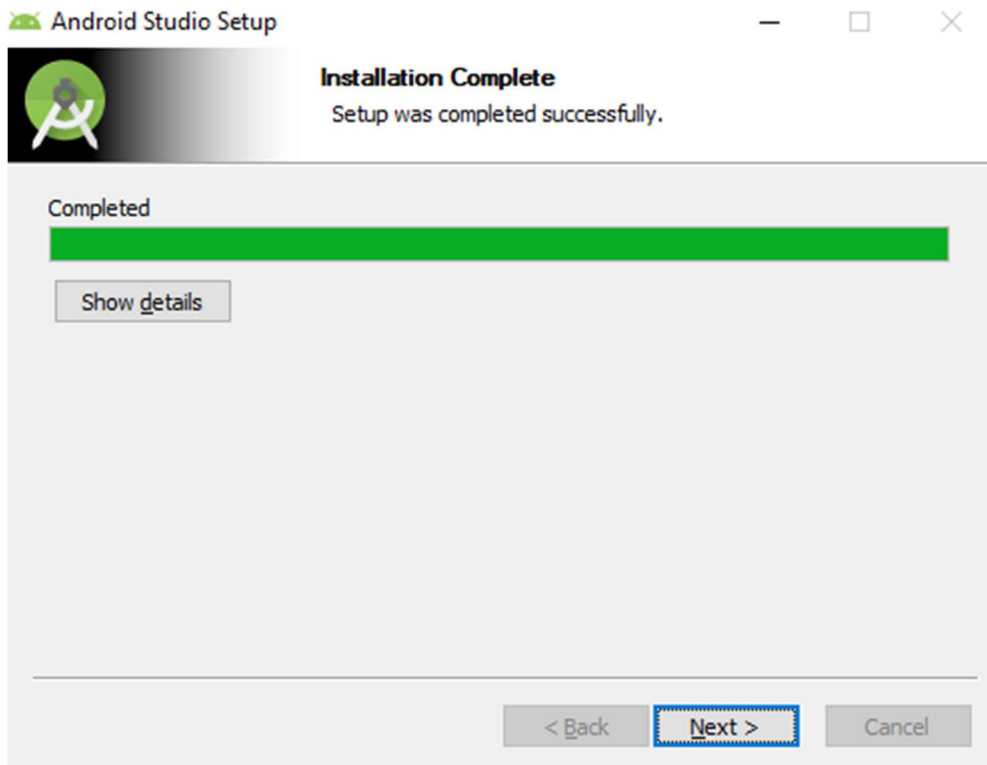 Android Studio Setup
Installation Complete
Setup was completed successfully.
Completed
Show details
< Back
Next >
Cancel